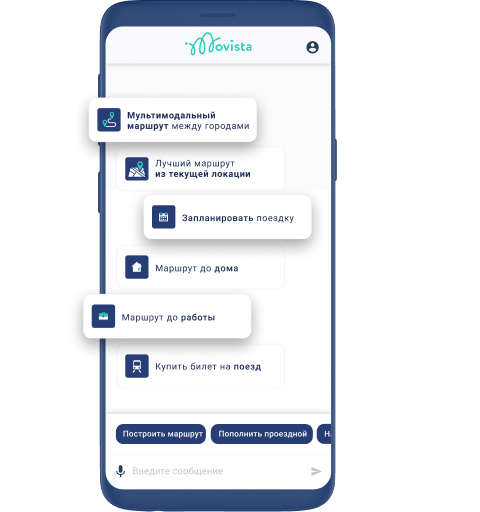 Movista
Мультимодальный
маршрут между городами
Лучший маршрут
из текущей локации
Запланировать поездку
Маршрут до дома
Маршрут до работы
Купить билет на поезд
Построить маршрут Пополнить проездной
Введите сообщение